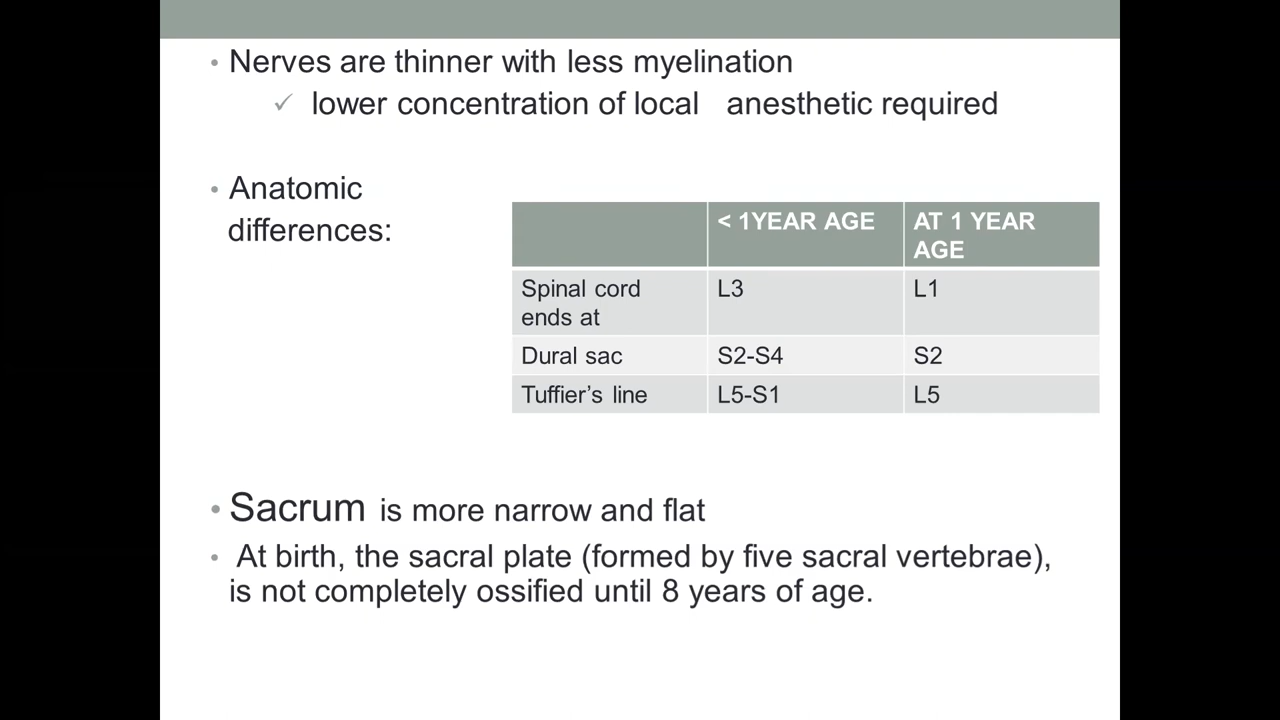 Nerves are thinner with less myelination
✓ lower concentration of local anesthetic required
Anatomic
differences:
< 1YEAR AGE AT 1 YEAR
AGE
Spinal cord L3 L1
ends at
Dural sac S2-S4 S2
Tuffier’s line L5-S1 L5
Sacrum is more narrow and flat
At birth, the sacral plate (formed by five sacral vertebrae),
is not completely ossified until 8 years of age.